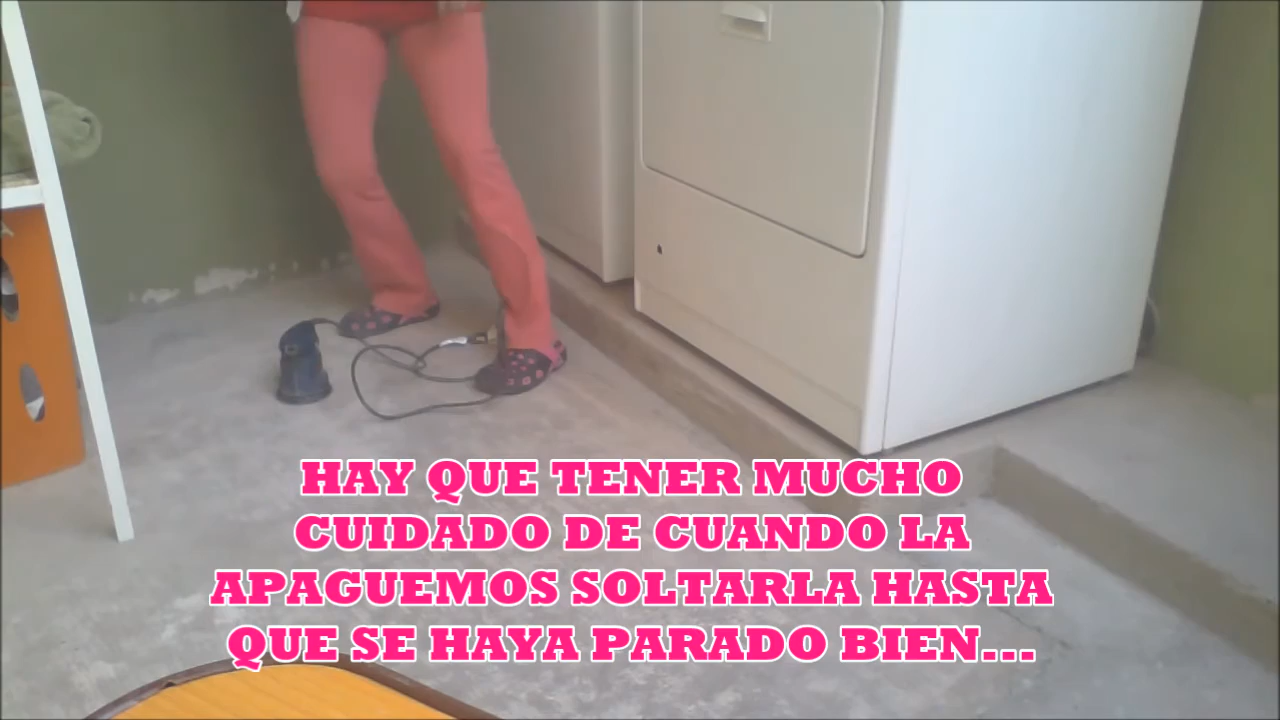 HAY QUE TENER MUCHO
CUIDADO DE CUANDO LA
APAGUEMOS SOLTARLA HASTA
QUE SE HAYA PARADO BIEN...